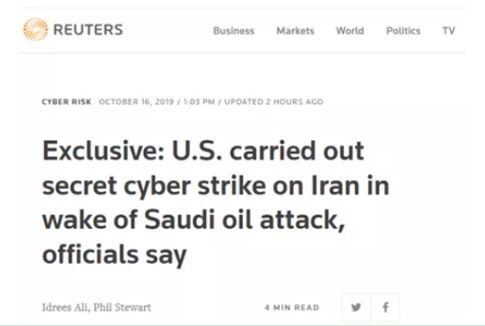 REUTERS Business Markets World Politics TV
CYBER RISK OCTOBER 16, 2019 / 1:03 PM / UPDATED 2 HOURS AGO
Exclusive: U.S. carried out
secret cyber strike on Iran in
wake of Saudi oil attack,
officials say
Idrees Ali, Phil Stewart 4 MIN READ